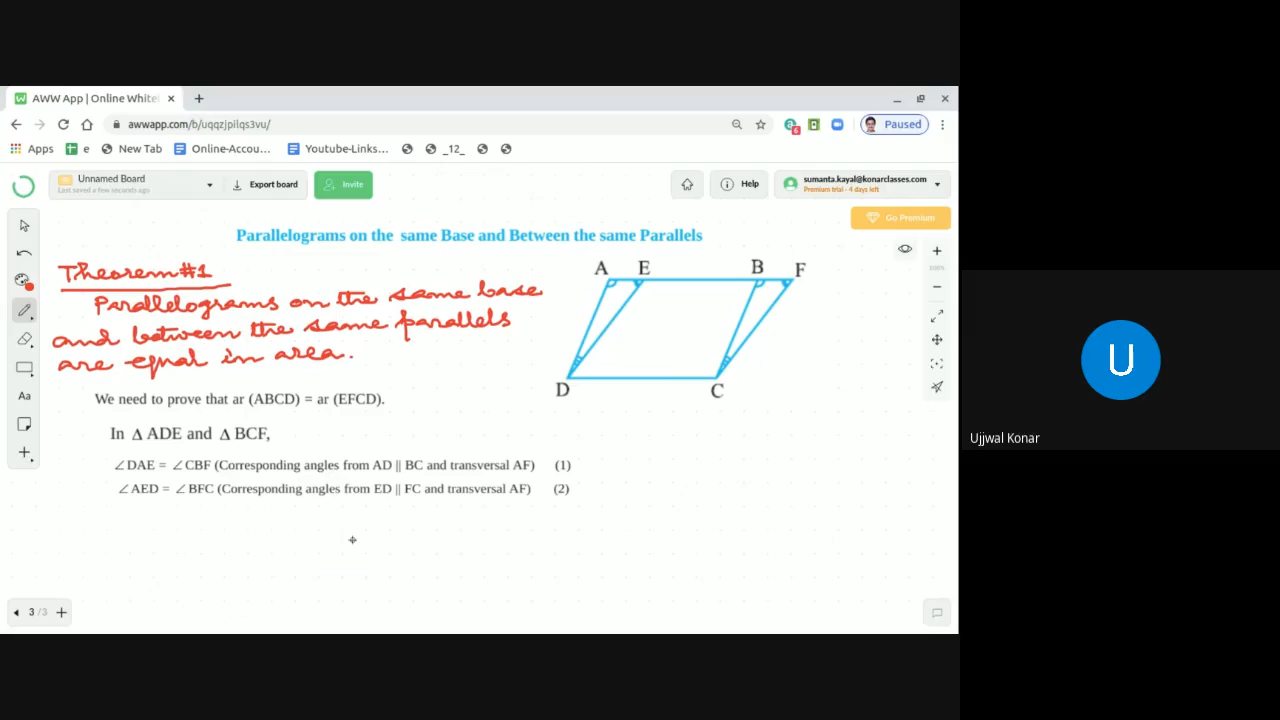 AWW App | Online White
awwapp.com/b/uqqzjpilqs3vu/
Paused
Apps e New Tab Online-Accou... Youtube-Links... _12_
Unnamed Board
Last saved a few seconds ago
Export board
Invite
Help
sumanta.kayal@konarclasses.com
Premium trial - 4 days left
Go Premium
Parallelograms on the same Base and Between the same Parallels
100%
Theorem#1
Parallelograms on the same base
and between the same parallels
are equal in area.
A E B F
D C
Aa
We need to prove that ar (ABCD) = ar (EFCD).
In Δ ADE and Δ BCF,
∠DAE = ∠CBF (Corresponding angles from AD || BC and transversal AF) (1)
∠AED = ∠BFC (Corresponding angles from ED || FC and transversal AF) (2)
3 /3
U
Ujjwal Konar
6